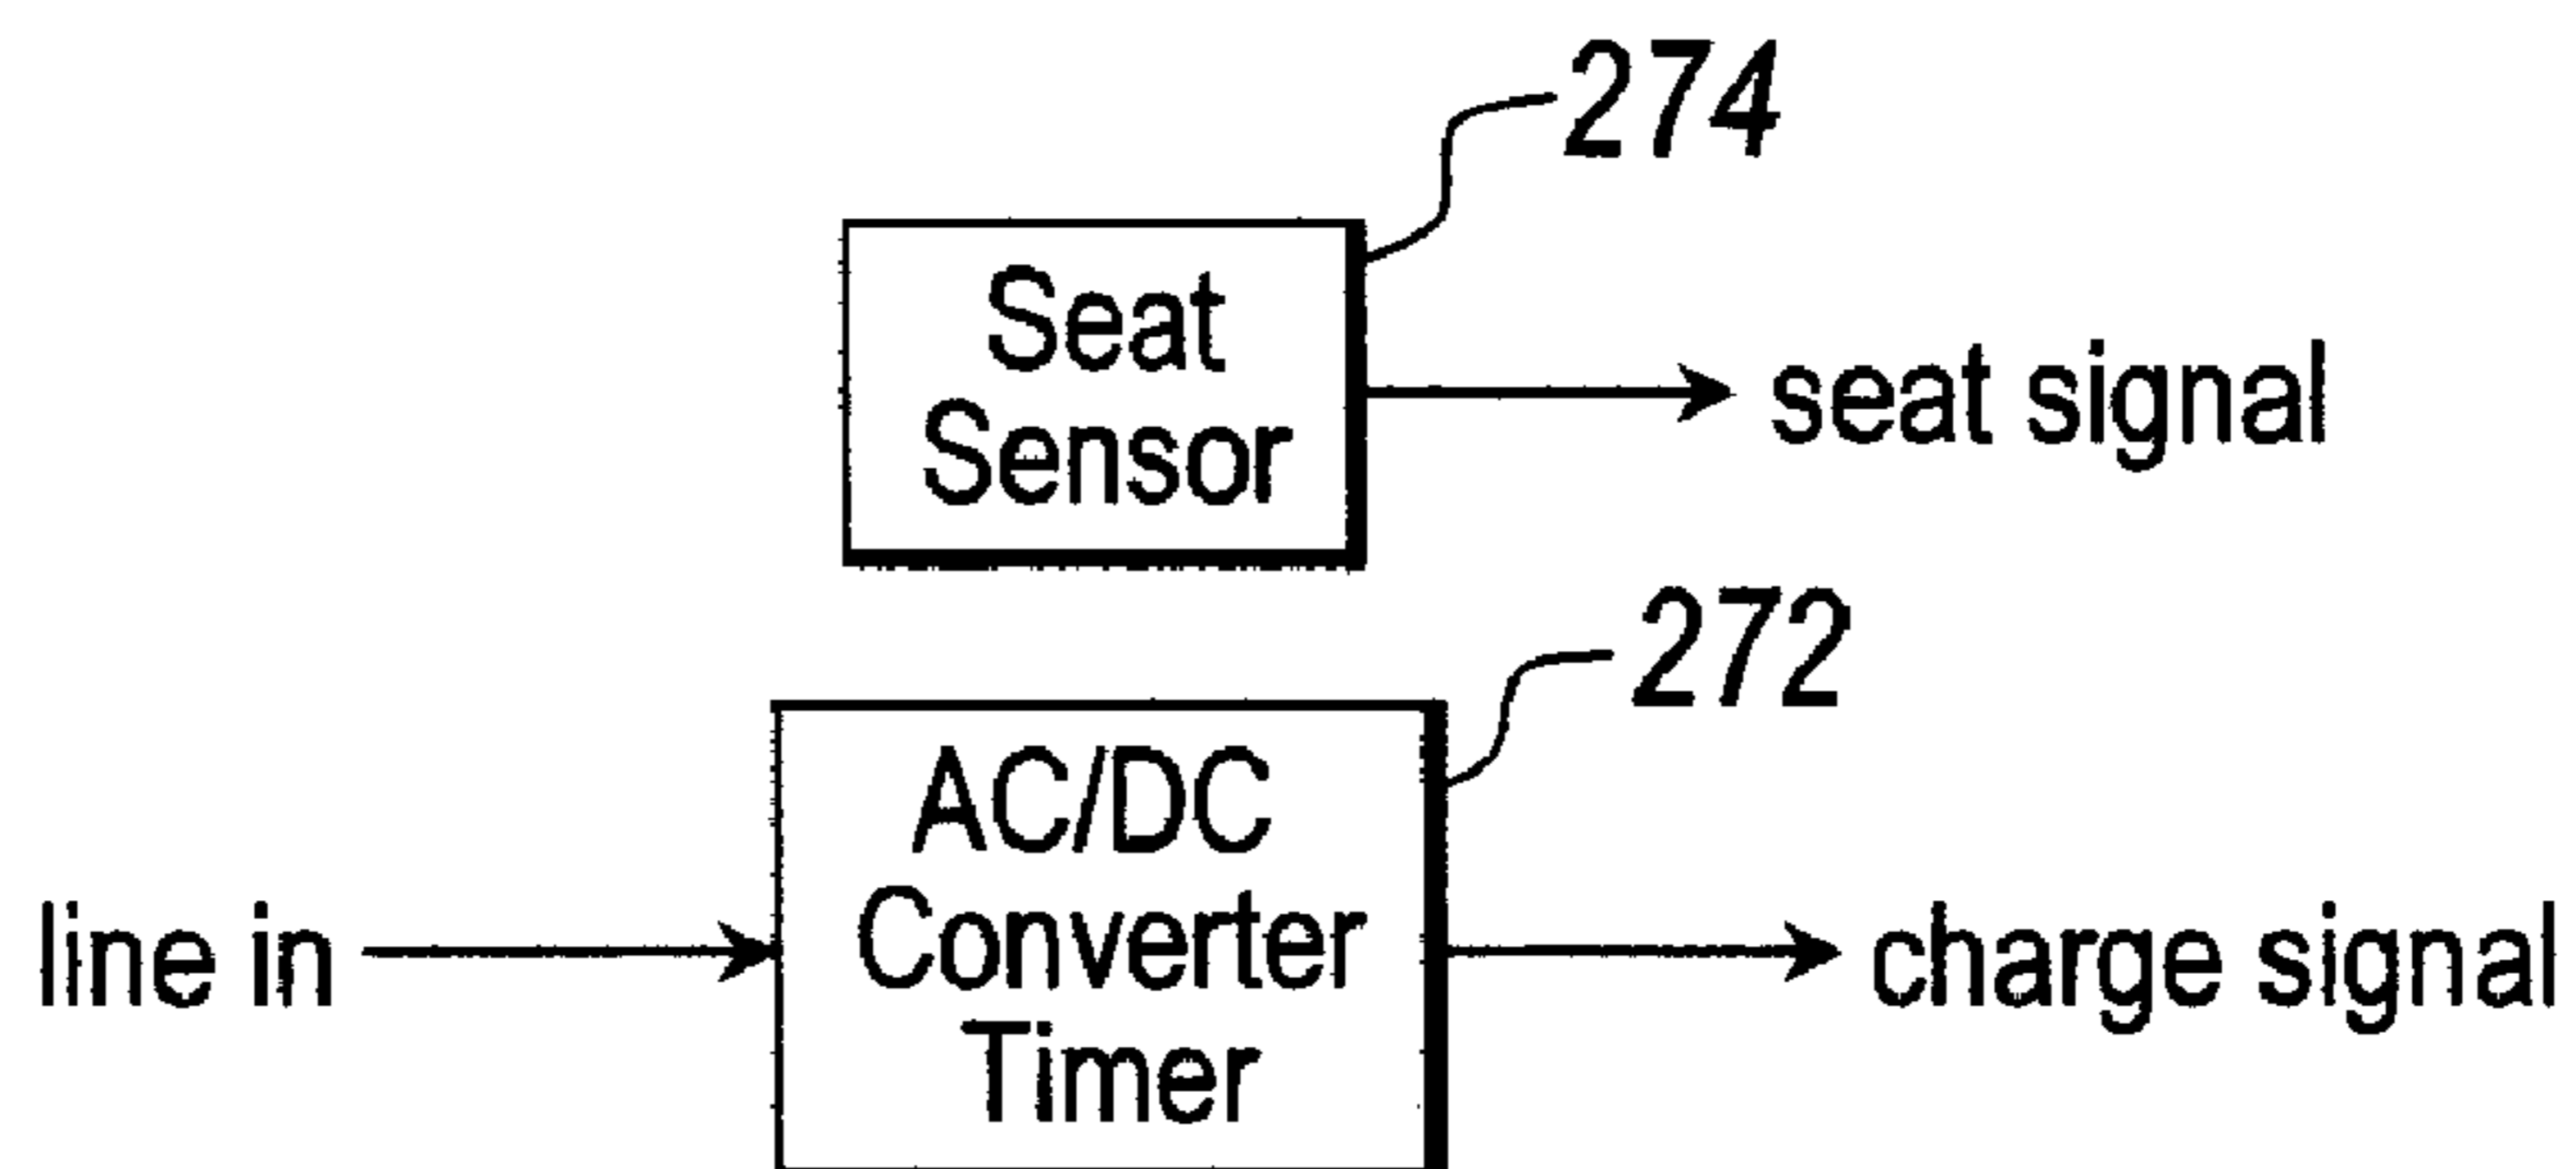 274
Seat
Sensor
seat signal
272
AC/DC
Converter
Timer
line in
charge signal